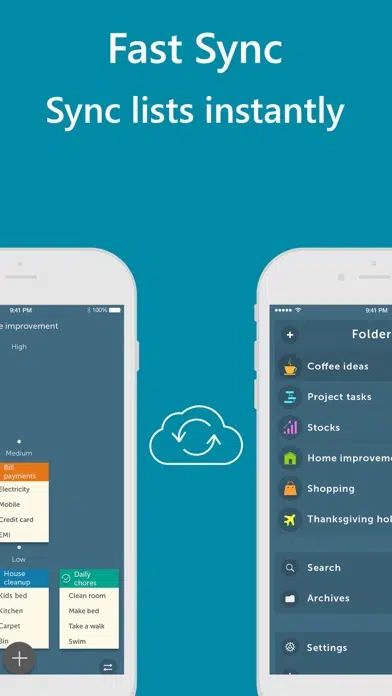 Fast Sync
Sync lists instantly
9:41 PM
100%
e improvement
High
Medium
Bill
payments
Electricity
Mobile
Credit card
EMI
Low
House
cleanup
Kids bed
Kitchen
Carpet
Bin
Daily
chores
Clean room
Make bed
Take a walk
Swim
9:41 PM
Folder
Coffee ideas
Project tasks
Stocks
Home improveme
Shopping
Thanksgiving hol
Search
Archives
Settings